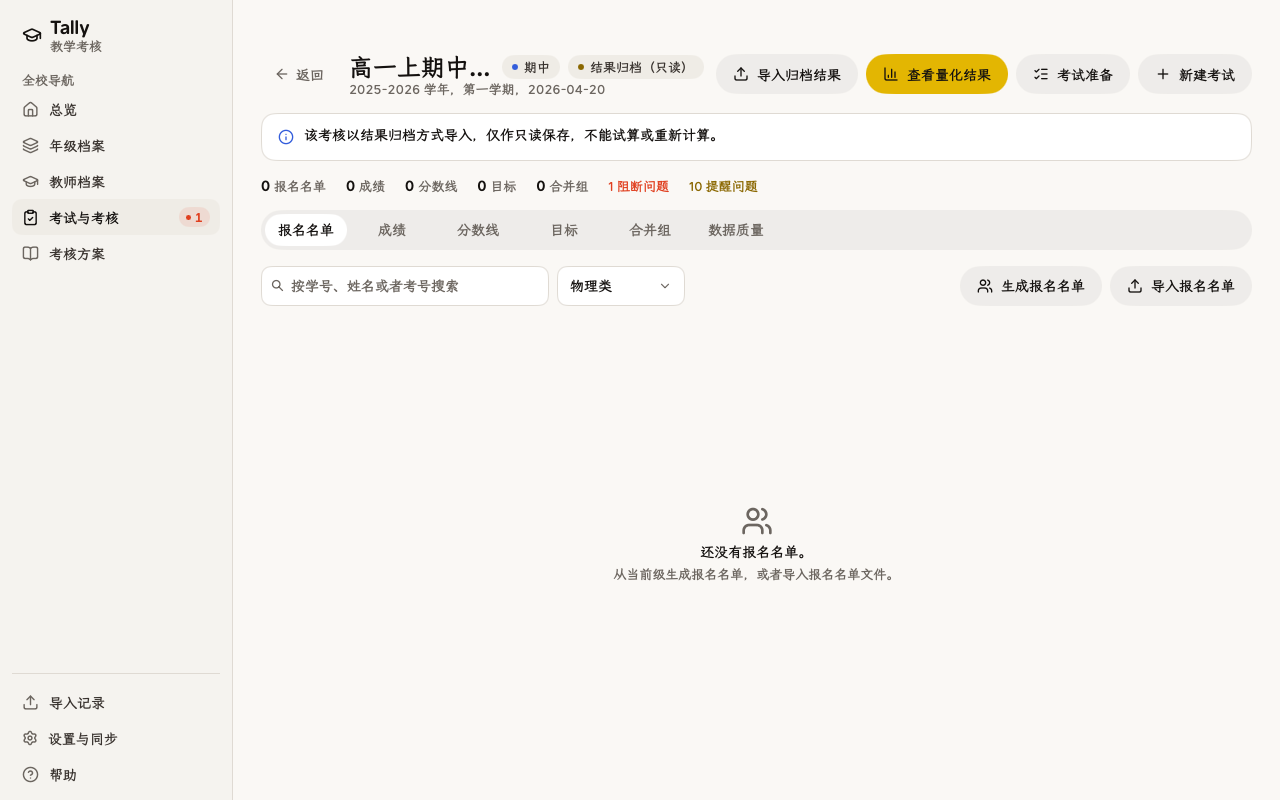 Tally
教学考核
全校导航
总览
年级档案
教师档案
考试与考核
1
考核方案
导入记录
设置与同步
帮助
返回
高一上期中...
期中
结果归档（只读）
2025-2026 学年，第一学期，2026-04-20
导入归档结果
查看量化结果
考试准备
新建考试
该考核以结果归档方式导入，仅作只读保存，不能试算或重新计算。
0 报名名单 0 成绩 0 分数线 0 目标 0 合并组 1 阻断问题 10 提醒问题
报名名单 成绩 分数线 目标 合并组 数据质量
按学号、姓名或者考号搜索
物理类
生成报名名单
导入报名名单
还没有报名名单。
从当前级生成报名名单，或者导入报名名单文件。